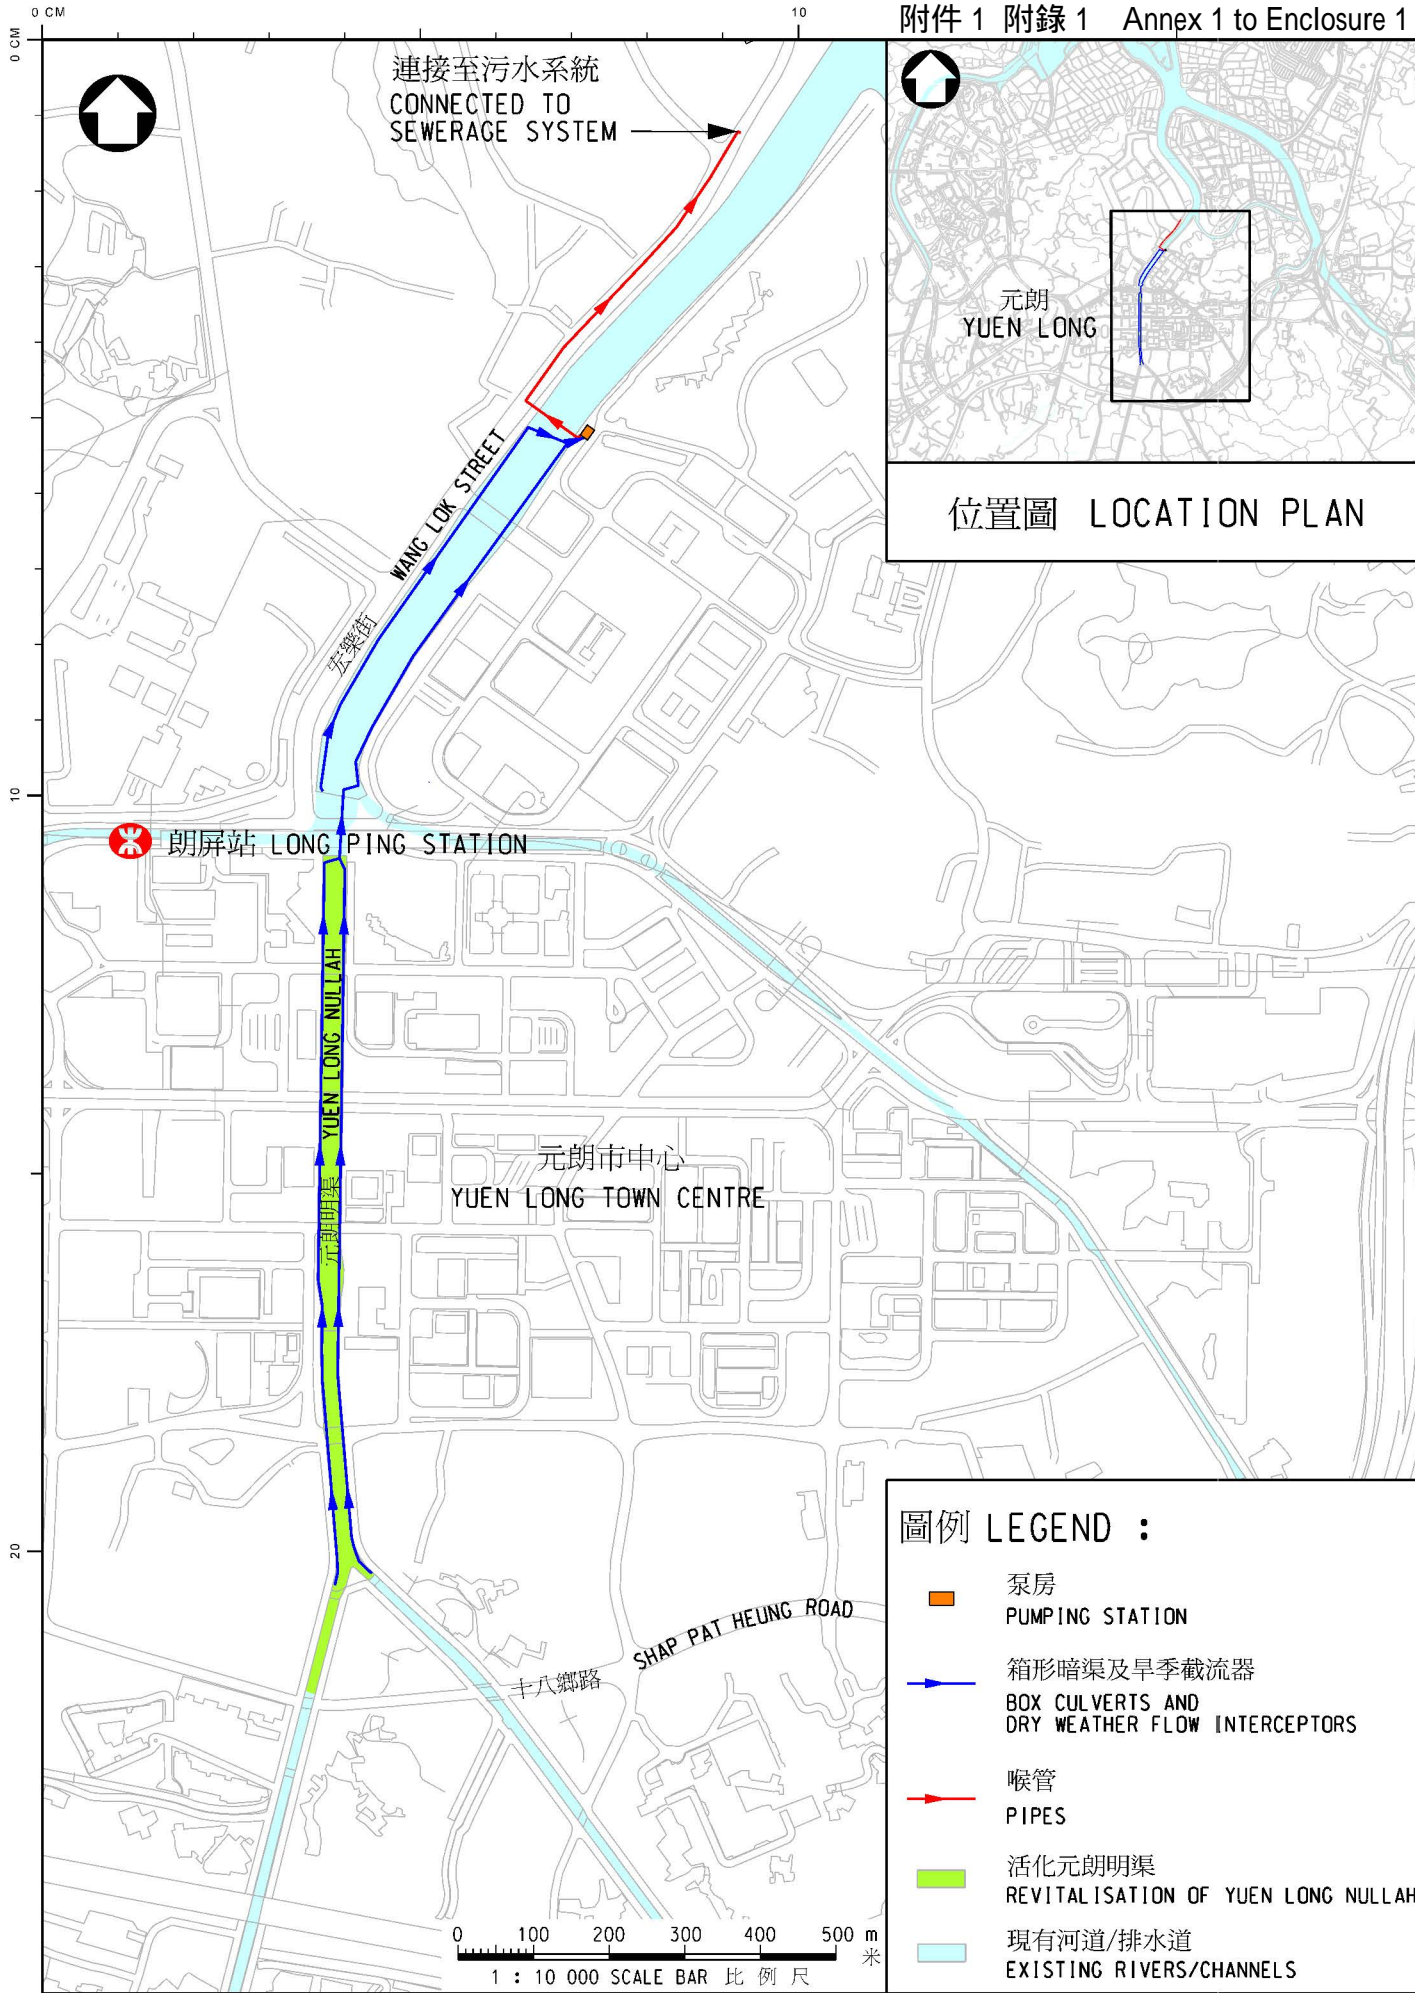 0 CM
10
附件 1 附錄 1 Annex 1 to Enclosure 1
0 CM
10
20
連接至污水系統
CONNECTED TO
SEWERAGE SYSTEM
元朗
YUEN LONG
位置圖 LOCATION PLAN
WANG LOK STREET
宏樂街
朗屏站 LONG PING STATION
YUEN LONG NULLAH
元朗明渠
元朗市中心
YUEN LONG TOWN CENTRE
SHAP PAT HEUNG ROAD
十八鄉路
圖例 LEGEND :
泵房
PUMPING STATION
箱形暗渠及旱季截流器
BOX CULVERTS AND
DRY WEATHER FLOW INTERCEPTORS
喉管
PIPES
活化元朗明渠
REVITALISATION OF YUEN LONG NULLAH
現有河道/排水道
EXISTING RIVERS/CHANNELS
0 100 200 300 400 500 m
米
1 : 10 000 SCALE BAR 比例尺